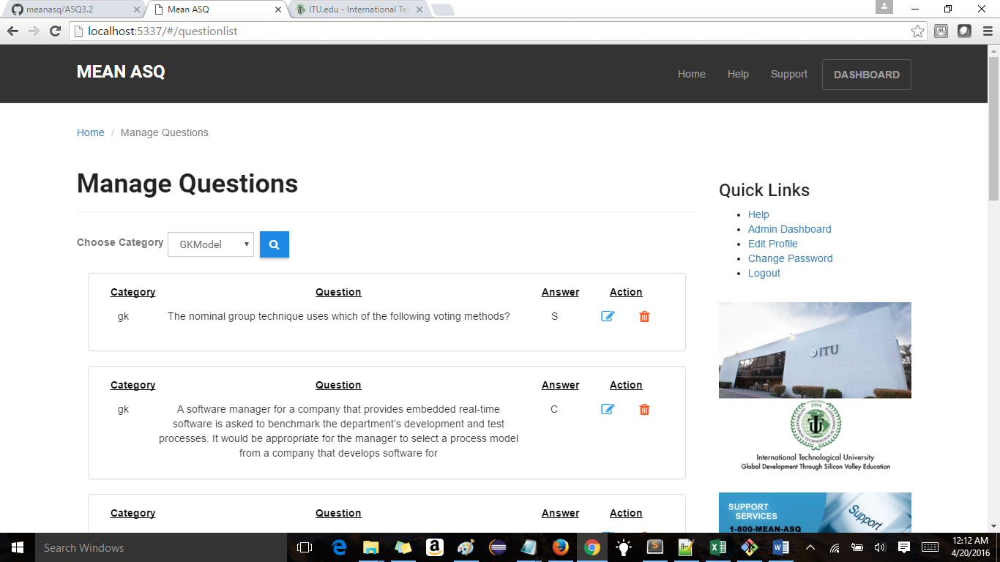 meanasq/ASQ3.2
Mean ASQ
ITU.edu - International Tec
localhost:5337/#/questionlist
MEAN ASQ
Home
Help
Support
DASHBOARD
Home / Manage Questions
Manage Questions
Choose Category
GKModel
Category Question Answer Action
gk The nominal group technique uses which of the following voting methods? S
Category Question Answer Action
gk A software manager for a company that provides embedded real-time C
software is asked to benchmark the department's development and test
processes. It would be appropriate for the manager to select a process model
from a company that develops software for
Category Question Answer Action
Quick Links
Help
Admin Dashboard
Edit Profile
Change Password
Logout
ITU
1994
International Technological University
Global Development Through Silicon Valley Education
SUPPORT
SERVICES
1-800-MEAN-ASQ
Support
Search Windows
12:12 AM
4/20/2016